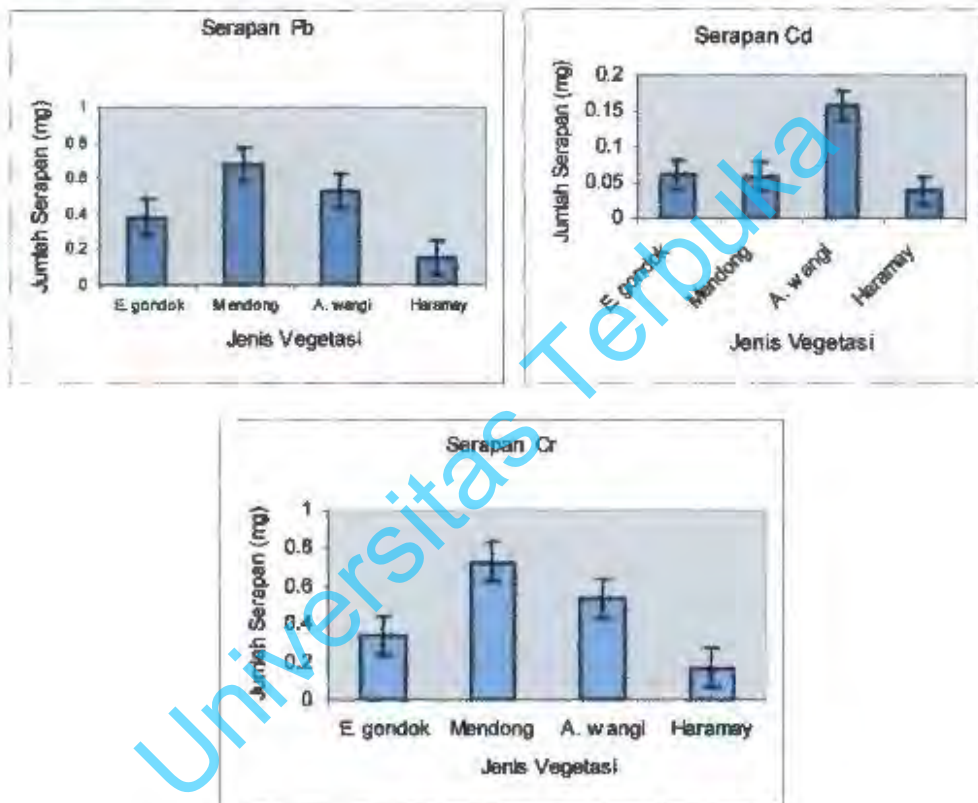 Serapan Pb
Jumlah Serapan (mg)
1
0.8
0.6
0.4
0.2
0
E. gondok Mendong A. wangi Haramay
Jenis Vegetasi
Serapan Cd
Jumlah Serapan (mg)
0.2
0.15
0.1
0.05
0
E. gondok Mendong A. wangi Haramay
Jenis Vegetasi
Serapan Cr
Jumlah Serapan (mg)
1
0.8
0.6
0.4
0.2
0
E. gondok Mendong A. wangi Haramay
Jenis Vegetasi
Universitas Terbuka